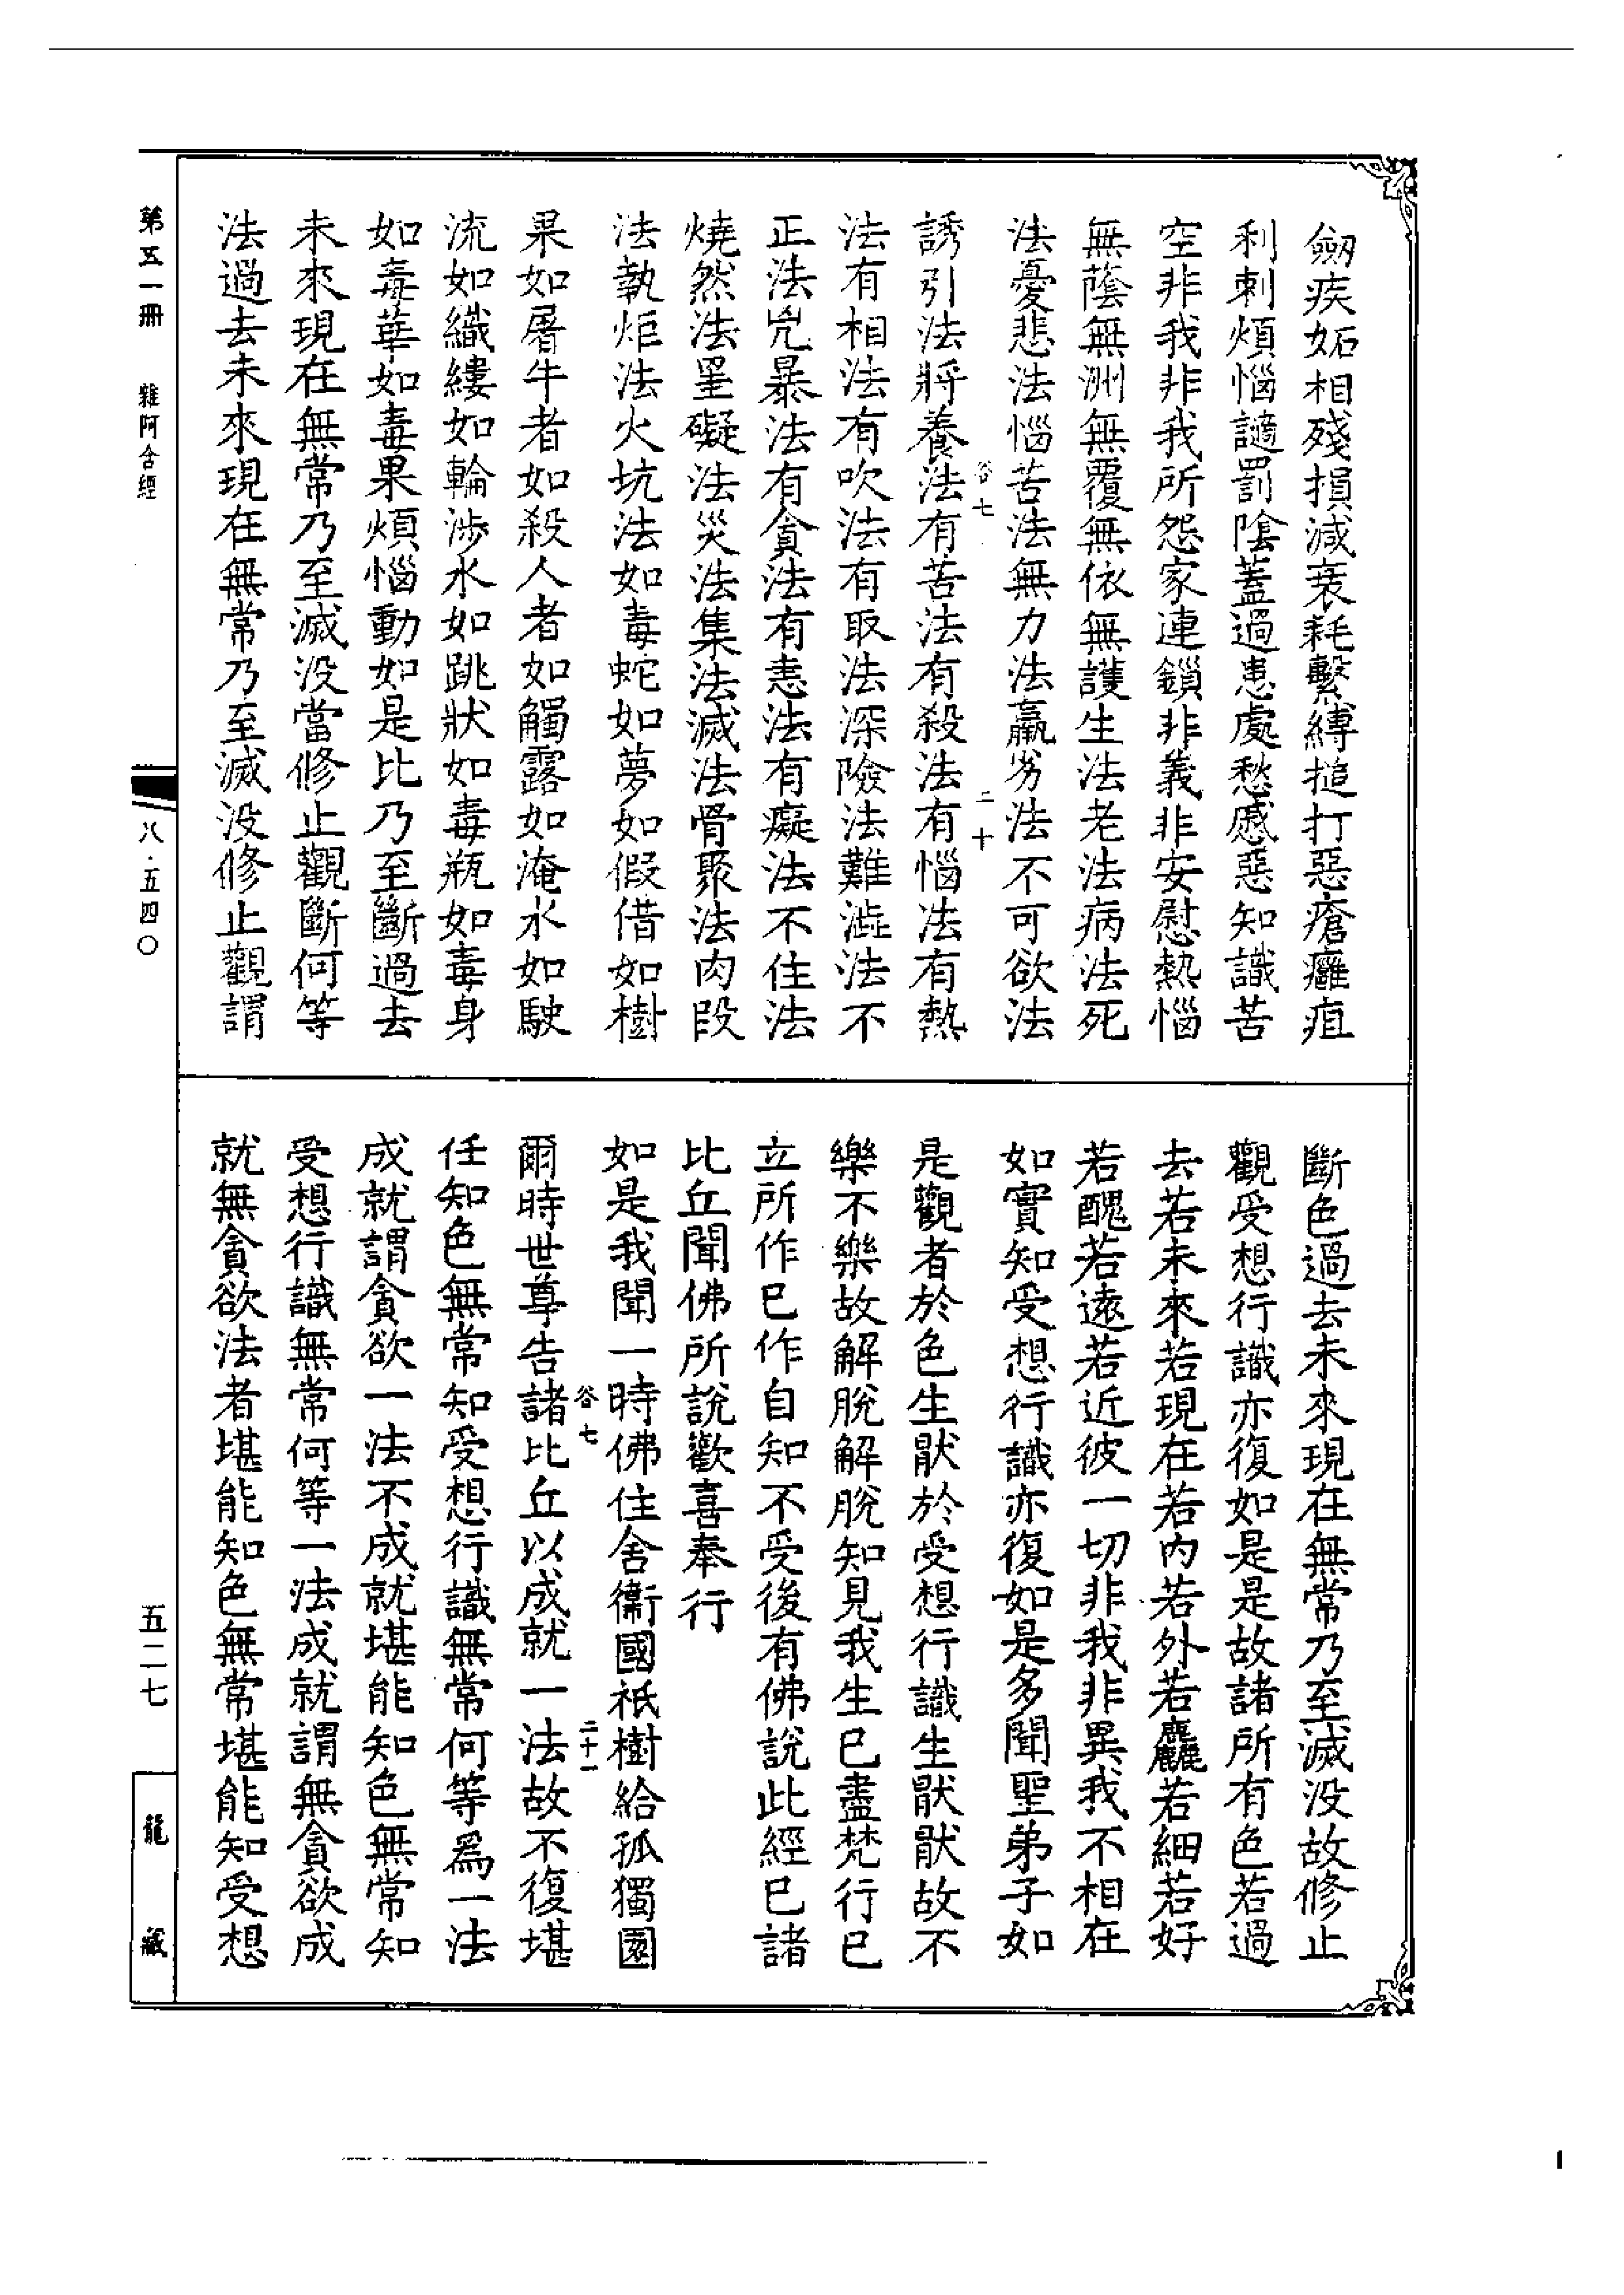 劒疾妬相殘損減衰耗繫縛搥打惡瘡癰疽
利刺煩惱讁罰陰蓋過患處愁慼惡知識苦
空非我非我所怨家連鎖非義非安慰熱惱
無蔭無洲無覆無依無護生法老法病法死
法憂悲法惱苦法無力法羸劣法不可欲法
谷七 二十
誘引法將養法有苦法有殺法有惱法有熱
法有相法有吹法有取法深險法難澁法不
正法兇暴法有貪法有恚法有癡法不住法
燒然法罣礙法災法集法滅法骨聚法肉段
法執炬法火坑法如毒蛇如夢如假借如樹
果如屠牛者如殺人者如觸露如淹水如駛
流如織縷如輪涉水如跳狀如毒瓶如毒身
如毒華如毒果煩惱動如是比乃至斷過去
未來現在無常乃至滅没當修止觀斷何等
法過去未來現在無常乃至滅没修止觀謂
斷色過去未來現在無常乃至滅没故修止
觀受想行識亦復如是是故諸所有色若過
去若未來若現在若内若外若麤若細若好
若醜若遠若近彼一切非我非異我不相在
如實知受想行識亦復如是多聞聖弟子如
是觀者於色生厭於受想行識生厭厭故不
樂不樂故解脫解脫知見我生已盡梵行已
立所作已作自知不受後有佛說此經已諸
比丘聞佛所說歡喜奉行
如是我聞一時佛住舍衞國祇樹給孤獨園
谷七 二十一
爾時世尊告諸比丘以成就一法故不復堪
任知色無常知受想行識無常何等爲一法
成就謂貪欲一法不成就堪能知色無常知
受想行識無常何等一法成就謂無貪欲成
就無貪欲法者堪能知色無常堪能知受想
第五一冊 雜阿含經
八·五四〇
五二七
龍藏